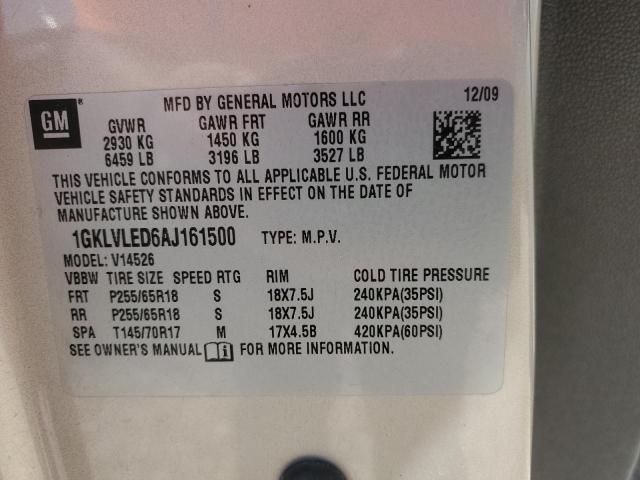 GM ® MFD BY GENERAL MOTORS LLC 12/09
GVWR GAWR FRT GAWR RR
2930 KG 1450 KG 1600 KG
6459 LB 3196 LB 3527 LB
THIS VEHICLE CONFORMS TO ALL APPLICABLE U.S. FEDERAL MOTOR
VEHICLE SAFETY STANDARDS IN EFFECT ON THE DATE OF
MANUFACTURE SHOWN ABOVE.
1GKLVLED6AJ161500 TYPE: M.P.V.
MODEL: V14526
VBBW TIRE SIZE SPEED RTG RIM COLD TIRE PRESSURE
FRT P255/65R18 S 18X7.5J 240KPA(35PSI)
RR P255/65R18 S 18X7.5J 240KPA(35PSI)
SPA T145/70R17 M 17X4.5B 420KPA(60PSI)
SEE OWNER'S MANUAL i FOR MORE INFORMATION.